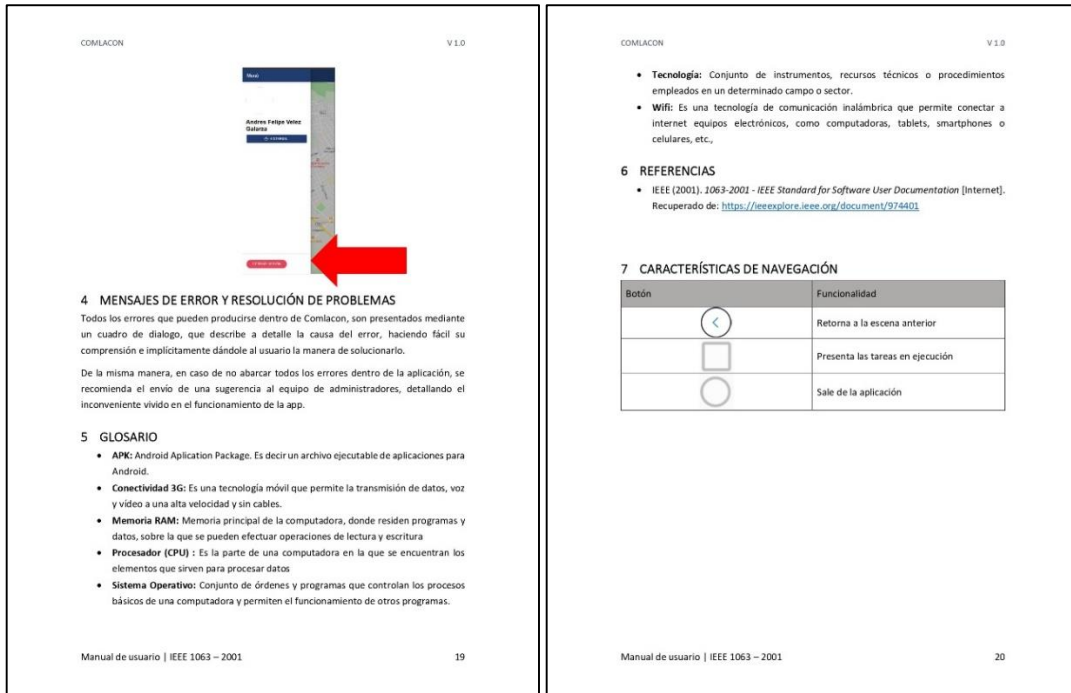 COMLACON V 1.0
Menú
Andres Felipe Velez
Galarza
4 MENSAJES DE ERROR Y RESOLUCIÓN DE PROBLEMAS
Todos los errores que pueden producirse dentro de Comlacon, son presentados mediante
un cuadro de dialogo, que describe a detalle la causa del error, haciendo fácil su
comprensión e implícitamente dándole al usuario la manera de solucionarlo.
De la misma manera, en caso de no abarcar todos los errores dentro de la aplicación, se
recomienda el envío de una sugerencia al equipo de administradores, detallando el
inconveniente vivido en el funcionamiento de la app.
5 GLOSARIO
• APK: Android Aplication Package. Es decir un archivo ejecutable de aplicaciones para
Android.
• Conectividad 3G: Es una tecnología móvil que permite la transmisión de datos, voz
y vídeo a una alta velocidad y sin cables.
• Memoria RAM: Memoria principal de la computadora, donde residen programas y
datos, sobre la que se pueden efectuar operaciones de lectura y escritura
• Procesador (CPU) : Es la parte de una computadora en la que se encuentran los
elementos que sirven para procesar datos
• Sistema Operativo: Conjunto de órdenes y programas que controlan los procesos
básicos de una computadora y permiten el funcionamiento de otros programas.
Manual de usuario | IEEE 1063 – 2001 19
COMLACON V 1.0
• Tecnología: Conjunto de instrumentos, recursos técnicos o procedimientos
empleados en un determinado campo o sector.
• Wifi: Es una tecnología de comunicación inalámbrica que permite conectar a
internet equipos electrónicos, como computadoras, tablets, smartphones o
celulares, etc.,
6 REFERENCIAS
• IEEE (2001). 1063-2001 - IEEE Standard for Software User Documentation [Internet].
Recuperado de: https://ieeexplore.ieee.org/document/974401
7 CARACTERÍSTICAS DE NAVEGACIÓN
Botón Funcionalidad
Retorna a la escena anterior
Presenta las tareas en ejecución
Sale de la aplicación
Manual de usuario | IEEE 1063 – 2001 20